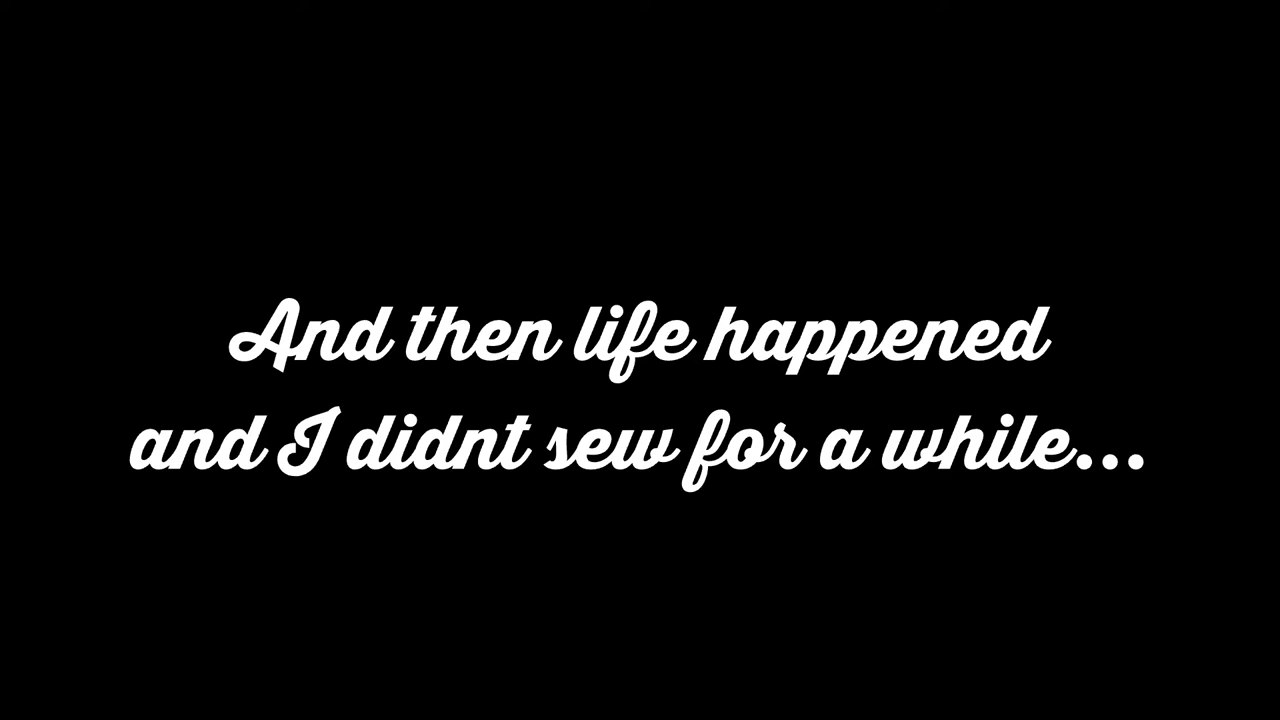 And then life happened
and I didnt sew for a while...